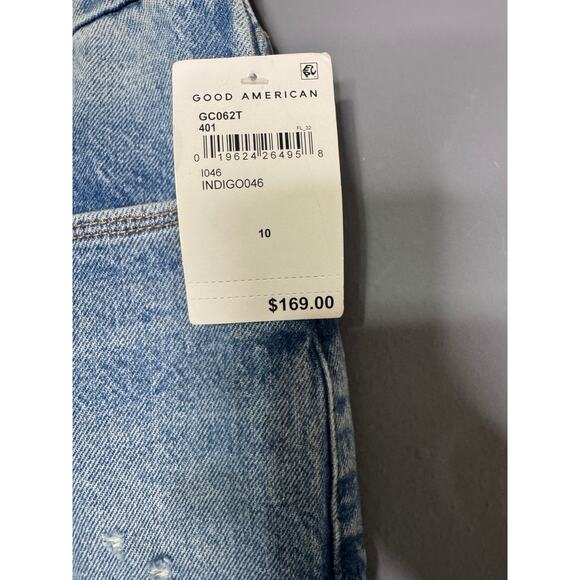 GOOD AMERICAN
GC062T
401
FL_32
0 19624 26495 8
I046
INDIGO046
10
$169.00